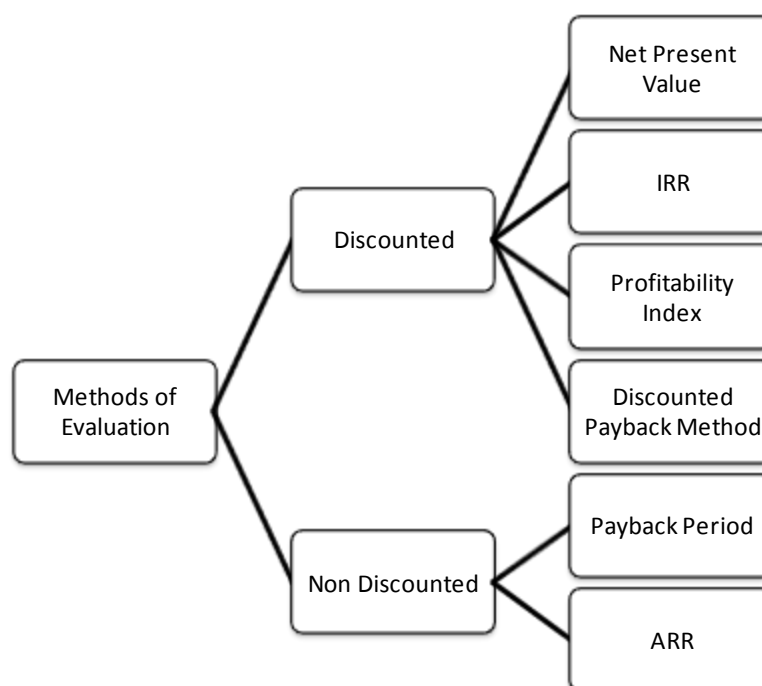 Net Present
Value
IRR
Discounted
Profitability
Index
Methods of
Evaluation
Discounted
Payback Method
Payback Period
Non Discounted
ARR